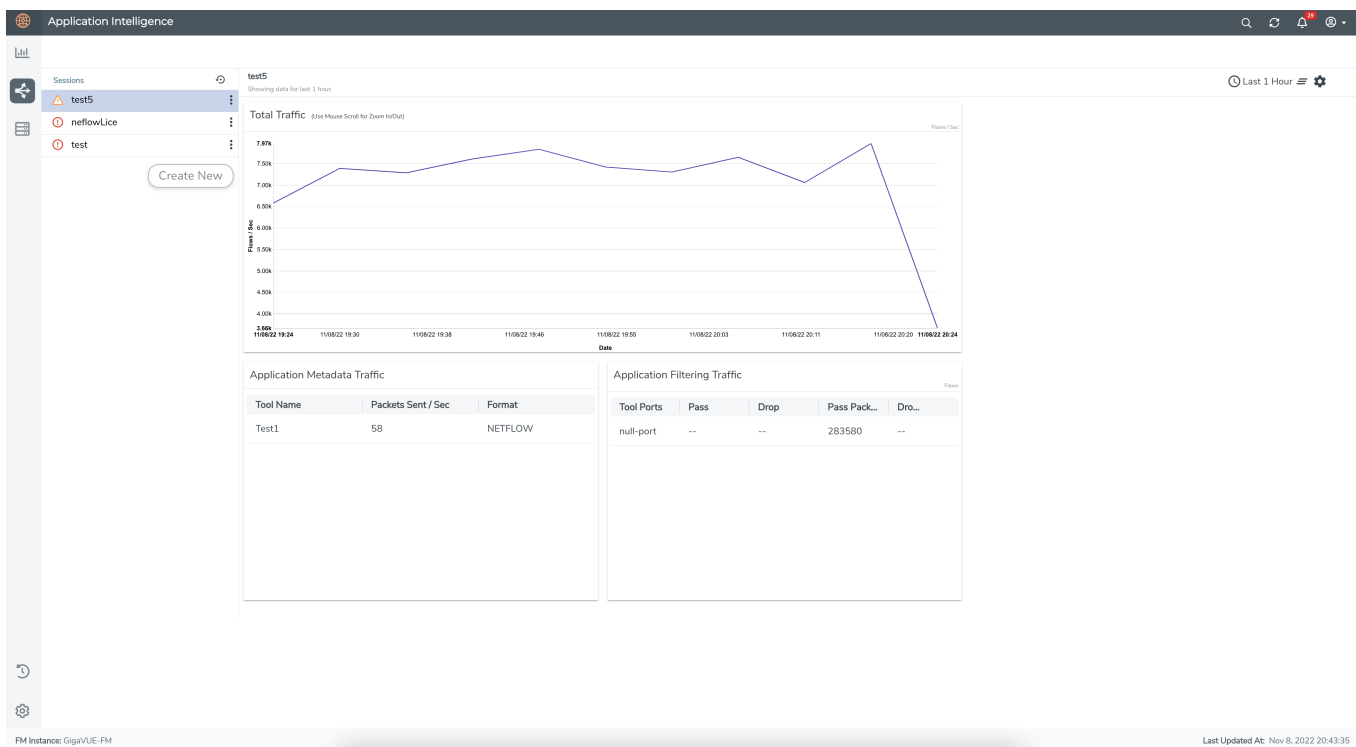 Application Intelligence
29
Sessions
test5
neflowLice
test
Create New
test5
Showing data for last 1 hour.
Last 1 Hour
Total Traffic (Use Mouse Scroll for Zoom In/Out)
Flows / Sec
7.97k
7.50k
7.00k
6.50k
6.00k
5.50k
5.00k
4.50k
4.00k
3.66k
Flows / Sec
11/08/22 19:24 11/08/22 19:30 11/08/22 19:38 11/08/22 19:46 11/08/22 19:55 11/08/22 20:03 11/08/22 20:11 11/08/22 20:20 11/08/22 20:24
Date
Application Metadata Traffic
Tool Name Packets Sent / Sec Format
Test1 58 NETFLOW
Application Filtering Traffic
Flows
Tool Ports Pass Drop Pass Pack... Dro...
null-port -- -- 283580 --
FM Instance: GigaVUE-FM
Last Updated At: Nov 8, 2022 20:43:35